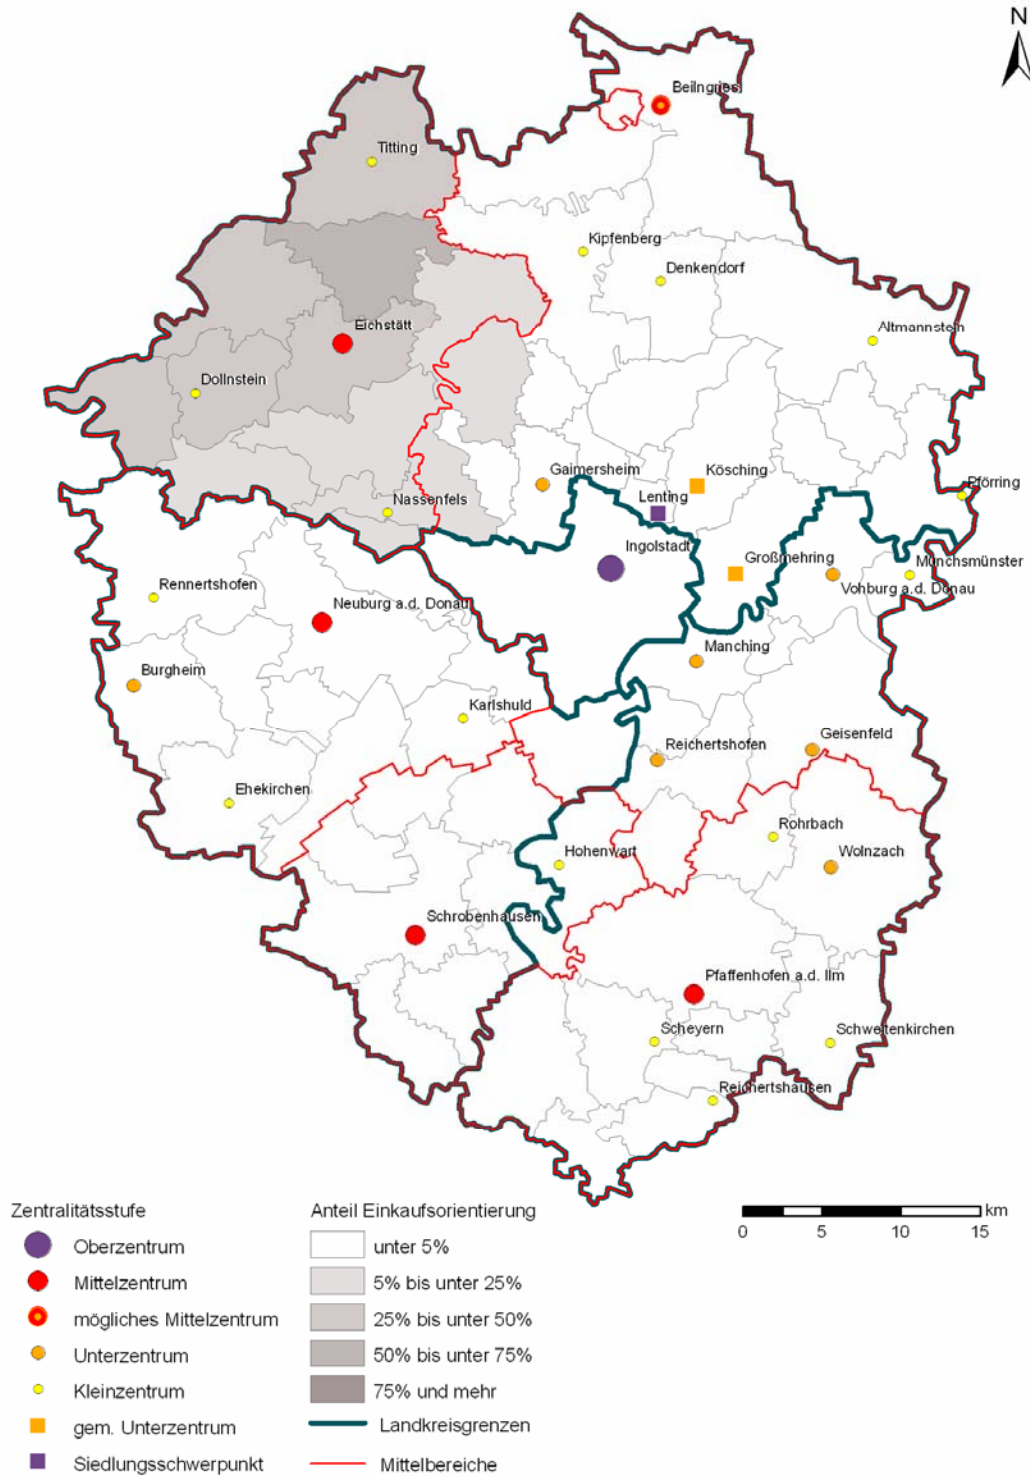 N
Beilngries
Titting
Kipfenberg
Denkendorf
Altmannstein
Eichstätt
Dollnstein
Gaimersheim
Kösching
Pförring
Lenting
Nassenfels
Ingolstadt
Großmehring
Münchsmünster
Vohburg a.d. Donau
Rennertshofen
Neuburg a.d. Donau
Manching
Burgheim
Karlshuld
Reichertshofen
Geisenfeld
Ehekirchen
Rohrbach
Hohenwart
Wolnzach
Schrobenhausen
Pfaffenhofen a.d. Ilm
Scheyern
Schweitenkirchen
Reichertshausen
km
0 5 10 15
Zentralitätsstufe
Oberzentrum
Mittelzentrum
mögliches Mittelzentrum
Unterzentrum
Kleinzentrum
gem. Unterzentrum
Siedlungsschwerpunkt
Anteil Einkaufsorientierung
unter 5%
5% bis unter 25%
25% bis unter 50%
50% bis unter 75%
75% und mehr
Landkreisgrenzen
Mittelbereiche